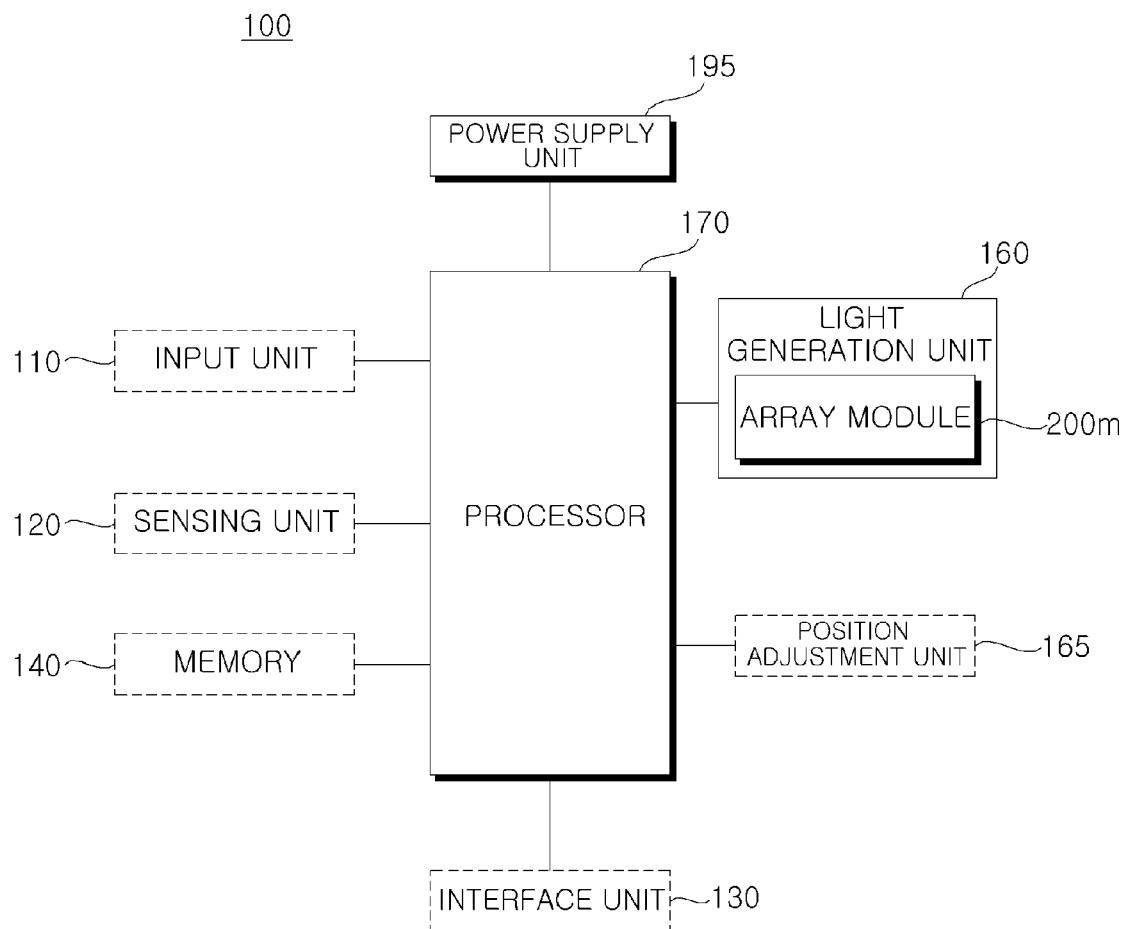 100
195
POWER SUPPLY
UNIT
170
160
LIGHT
GENERATION UNIT
ARRAY MODULE
200m
110
INPUT UNIT
120
SENSING UNIT
PROCESSOR
140
MEMORY
POSITION
ADJUSTMENT UNIT
165
INTERFACE UNIT
130